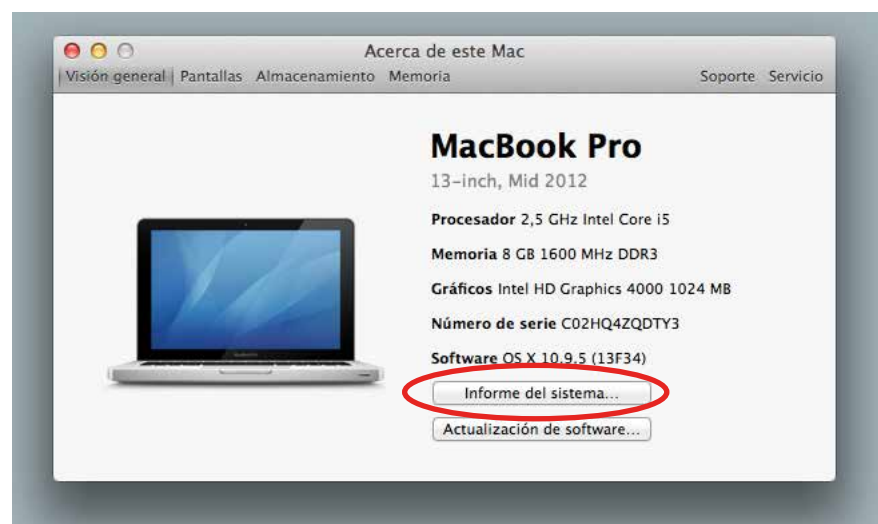 Acerca de este Mac
Visión general Pantallas Almacenamiento Memoria Soporte Servicio
MacBook Pro
13-inch, Mid 2012
Procesador 2,5 GHz Intel Core i5
Memoria 8 GB 1600 MHz DDR3
Gráficos Intel HD Graphics 4000 1024 MB
Número de serie C02HQ4ZQDTY3
Software OS X 10.9.5 (13F34)
Informe del sistema...
Actualización de software...